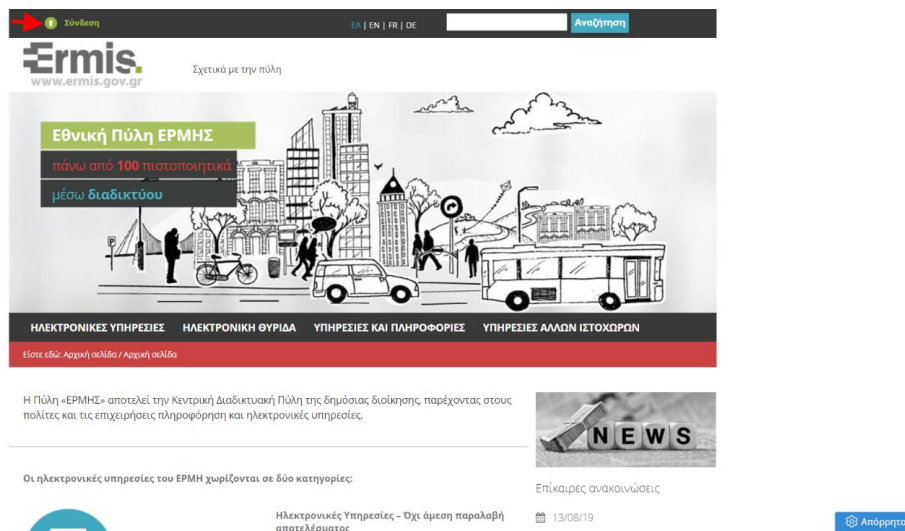 Σύνδεση
ΕΛ | EN | FR | DE
Αναζήτηση
Ermis.
www.ermis.gov.gr
Σχετικά με την πύλη
Εθνική Πύλη ΕΡΜΗΣ
πάνω από 100 πιστοποιητικά
μέσω διαδικτύου
ΗΛΕΚΤΡΟΝΙΚΕΣ ΥΠΗΡΕΣΙΕΣ ΗΛΕΚΤΡΟΝΙΚΗ ΘΥΡΙΔΑ ΥΠΗΡΕΣΙΕΣ ΚΑΙ ΠΛΗΡΟΦΟΡΙΕΣ ΥΠΗΡΕΣΙΕΣ ΑΛΛΩΝ ΙΣΤΟΧΩΡΩΝ
Είστε εδώ: Αρχική σελίδα / Αρχική σελίδα
Η Πύλη «ΕΡΜΗΣ» αποτελεί την Κεντρική Διαδικτυακή Πύλη της δημόσιας διοίκησης, παρέχοντας στους
πολίτες και τις επιχειρήσεις πληροφόρηση και ηλεκτρονικές υπηρεσίες.
NEWS
Οι ηλεκτρονικές υπηρεσίες του ΕΡΜΗ χωρίζονται σε δύο κατηγορίες:
Επίκαιρες ανακοινώσεις
Ηλεκτρονικές Υπηρεσίες – Όχι άμεση παραλαβή
αποτελέσματος
13/08/19
Απόρρητο